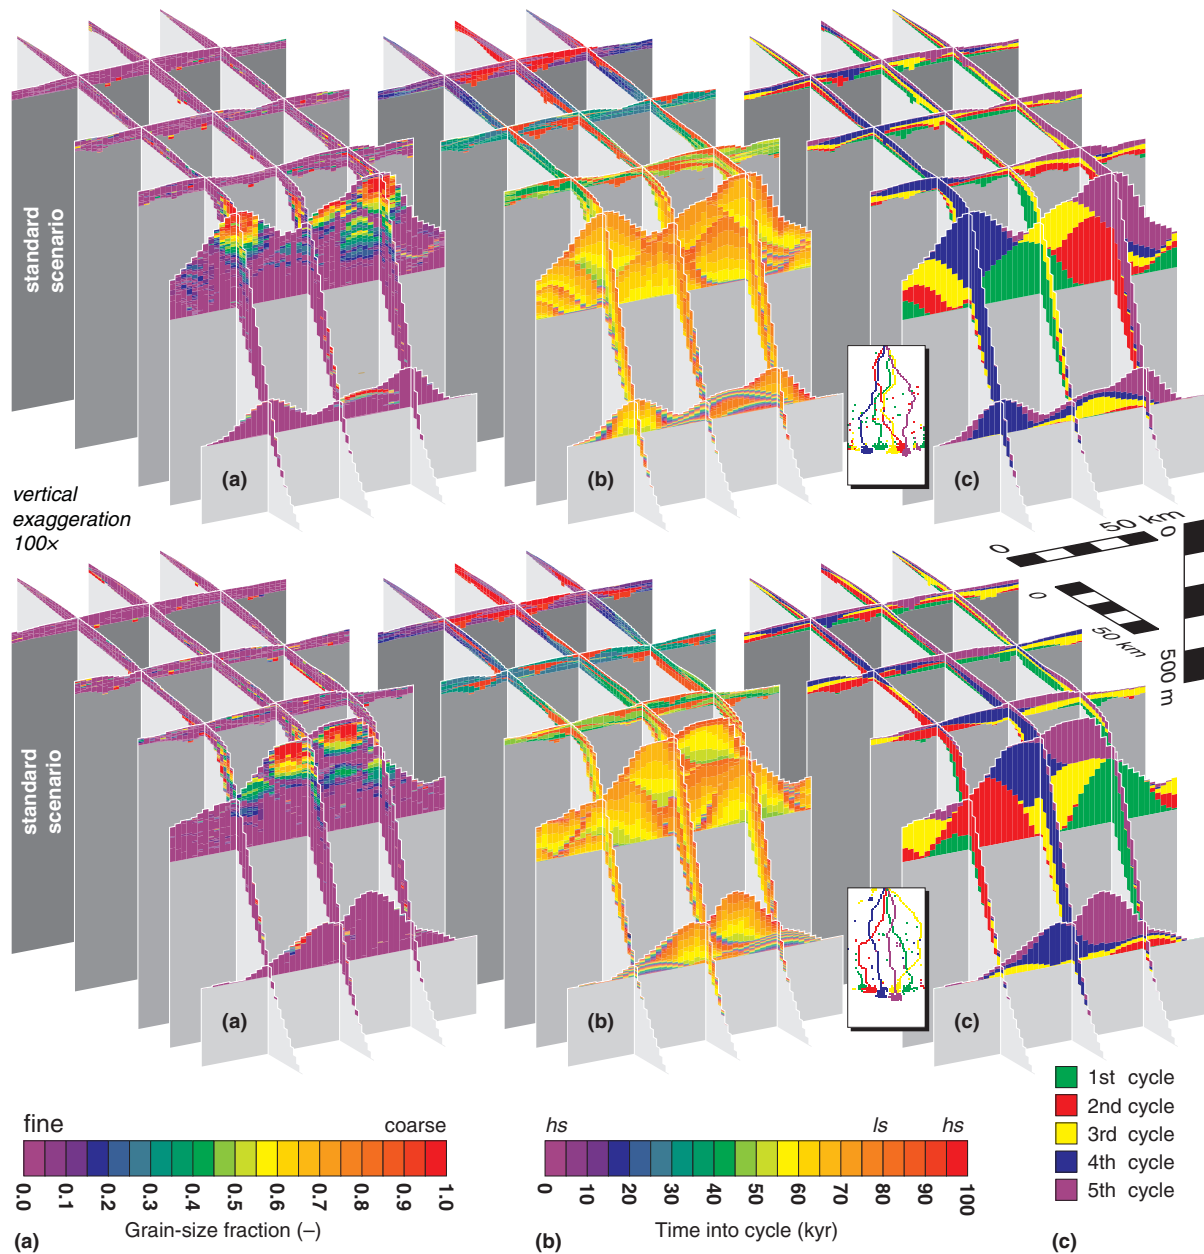 standard
scenario
(a)
(b)
(c)
vertical
exaggeration
100×
0
50 km
0
50 km
0
500 m
standard
scenario
(a)
(b)
(c)
1st cycle
2nd cycle
3rd cycle
4th cycle
5th cycle
fine
coarse
0.0
0.1
0.2
0.3
0.4
0.5
0.6
0.7
0.8
0.9
1.0
Grain-size fraction (–)
(a)
hs
ls
hs
0
10
20
30
40
50
60
70
80
90
100
Time into cycle (kyr)
(b)
(c)